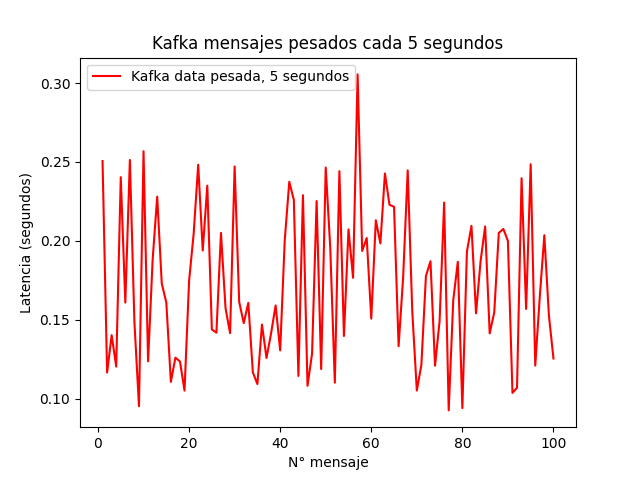 Kafka mensajes pesados cada 5 segundos
Kafka data pesada, 5 segundos
Latencia (segundos)
0.30
0.25
0.20
0.15
0.10
0 20 40 60 80 100
N° mensaje